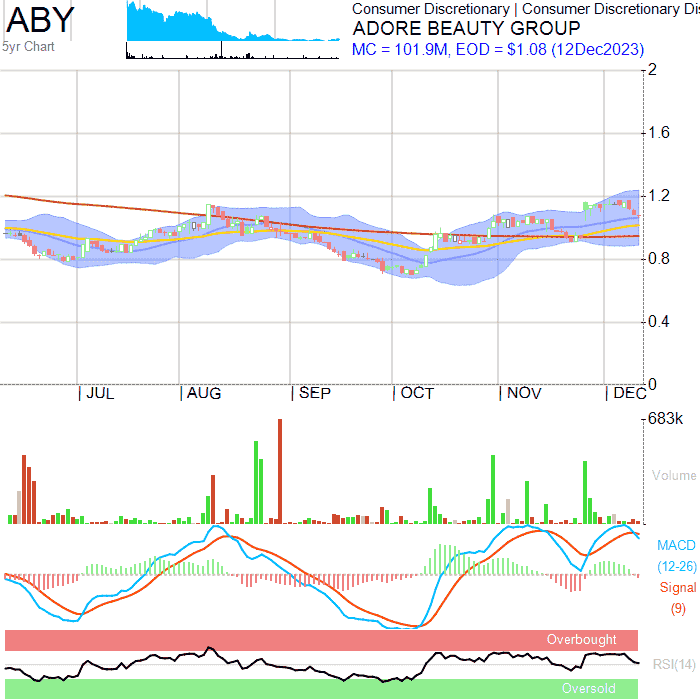 ABY
5yr Chart
Consumer Discretionary | Consumer Discretionary Dis
ADORE BEAUTY GROUP
MC = 101.9M, EOD = $1.08 (12Dec2023)
2
1.6
1.2
0.8
0.4
0
| JUL | AUG | SEP | OCT | NOV | DEC
683k
Volume
MACD
(12-26)
Signal
(9)
Overbought
RSI(14)
Oversold